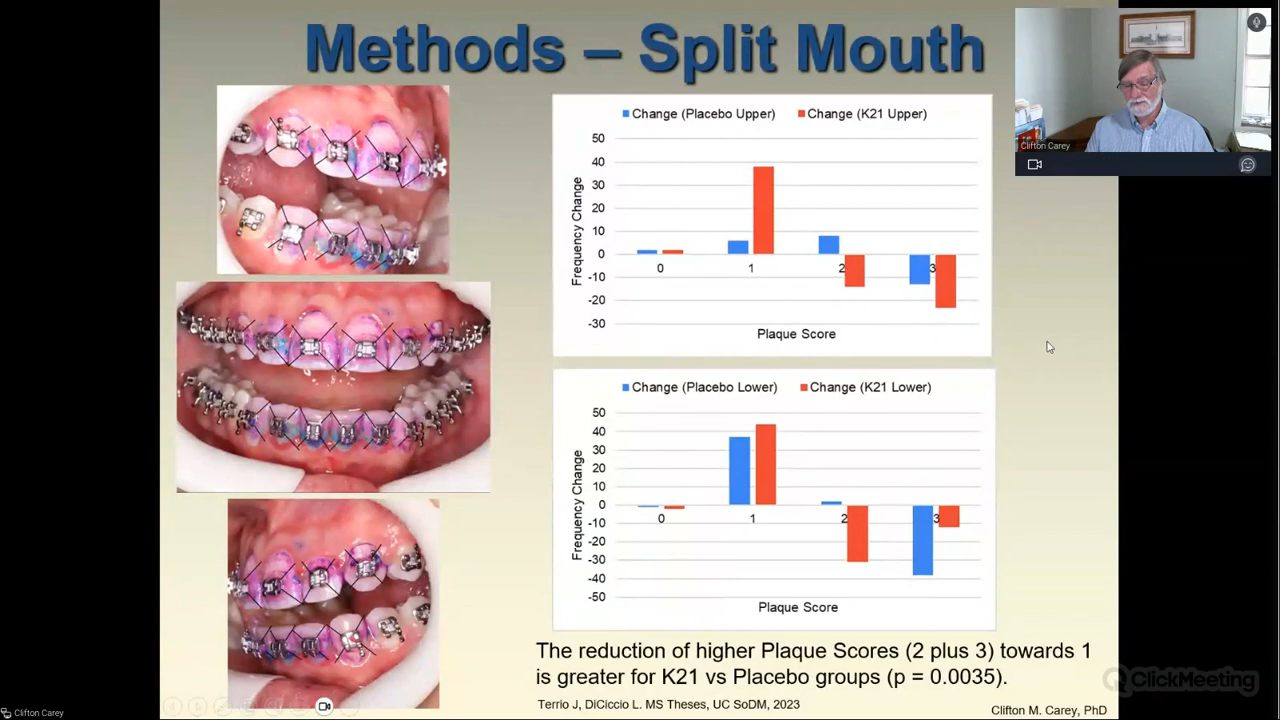 Methods – Split Mouth
Clifton Carey
Change (Placebo Upper) Change (K21 Upper)
50
40
30
20
10
0
-10
-20
-30
Frequency Change
0 1 2 3
Plaque Score
Change (Placebo Lower) Change (K21 Lower)
50
40
30
20
10
0
-10
-20
-30
-40
-50
Frequency Change
0 1 2 3
Plaque Score
The reduction of higher Plaque Scores (2 plus 3) towards 1
is greater for K21 vs Placebo groups (p = 0.0035).
ClickMeeting
Terrio J, DiCiccio L. MS Theses, UC SoDM, 2023
Clifton M. Carey, PhD
Clifton Carey